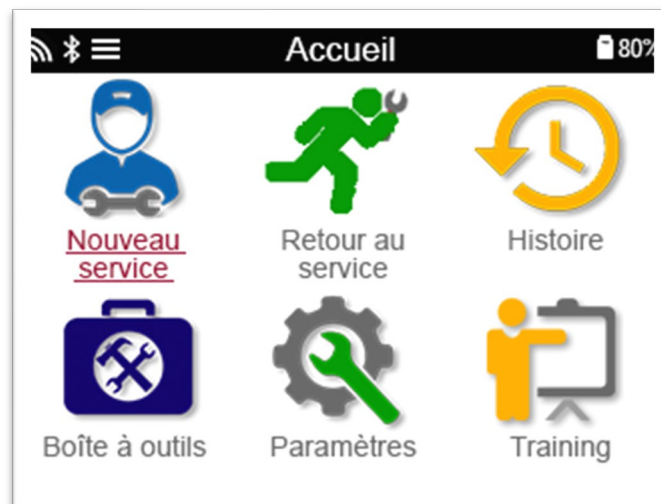 Accueil
80%
Nouveau
service
Retour au
service
Histoire
Boîte à outils
Paramètres
Training